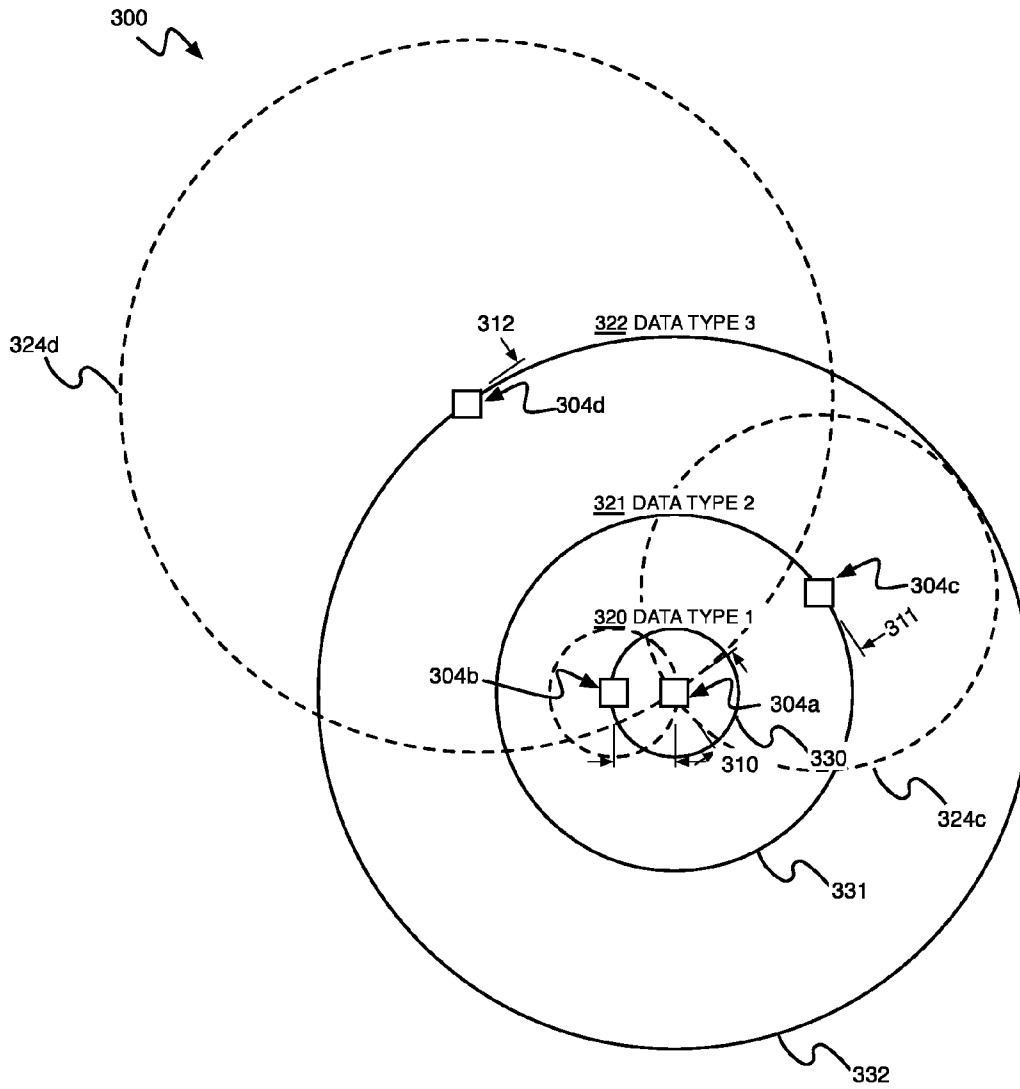 300
322 DATA TYPE 3
312
324d
304d
321 DATA TYPE 2
304c
311
320 DATA TYPE 1
304b
304a
310
330
324c
331
332